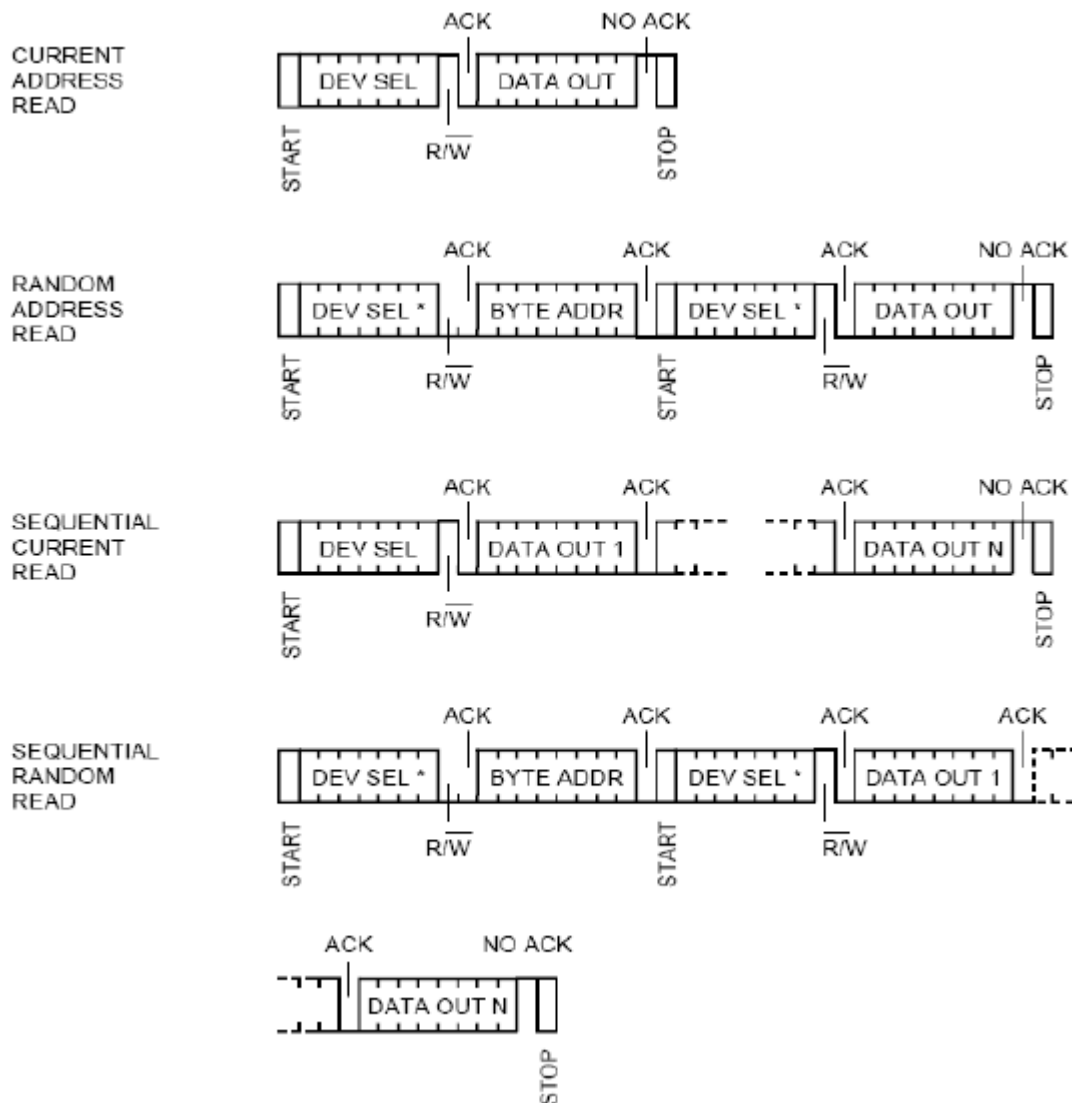 ACK NO ACK
CURRENT
ADDRESS
READ
DEV SEL DATA OUT
START R/W̅ STOP
ACK ACK ACK NO ACK
RANDOM
ADDRESS
READ
DEV SEL * BYTE ADDR DEV SEL * DATA OUT
START R/W̅ START R̅/W STOP
ACK ACK ACK NO ACK
SEQUENTIAL
CURRENT
READ
DEV SEL DATA OUT 1 DATA OUT N
START R/W̅ STOP
ACK ACK ACK ACK
SEQUENTIAL
RANDOM
READ
DEV SEL * BYTE ADDR DEV SEL * DATA OUT 1
START R/W̅ START R̅/W
ACK NO ACK
DATA OUT N
STOP